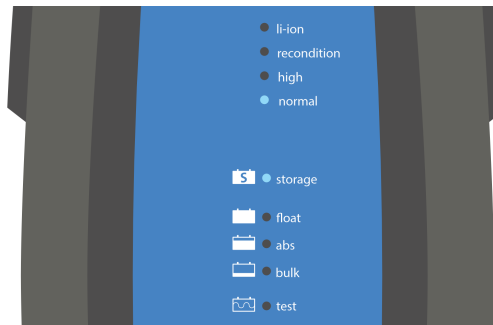 li-ion
recondition
high
normal
S storage
float
abs
bulk
test